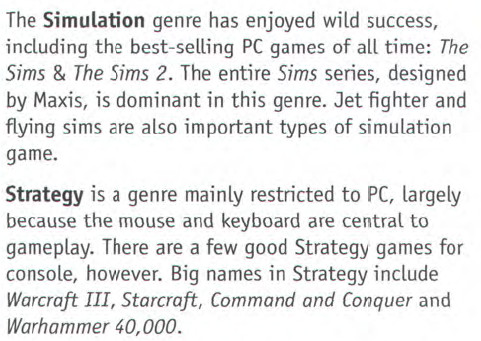 The Simulation genre has enjoyed wild success,
including the best-selling PC games of all time: The
Sims & The Sims 2. The entire Sims series, designed
by Maxis, is dominant in this genre. Jet fighter and
flying sims are also important types of simulation
game.
Strategy is a genre mainly restricted to PC, largely
because the mouse and keyboard are central to
gameplay. There are a few good Strategy games for
console, however. Big names in Strategy include
Warcraft III, Starcraft, Command and Conquer and
Warhammer 40,000.